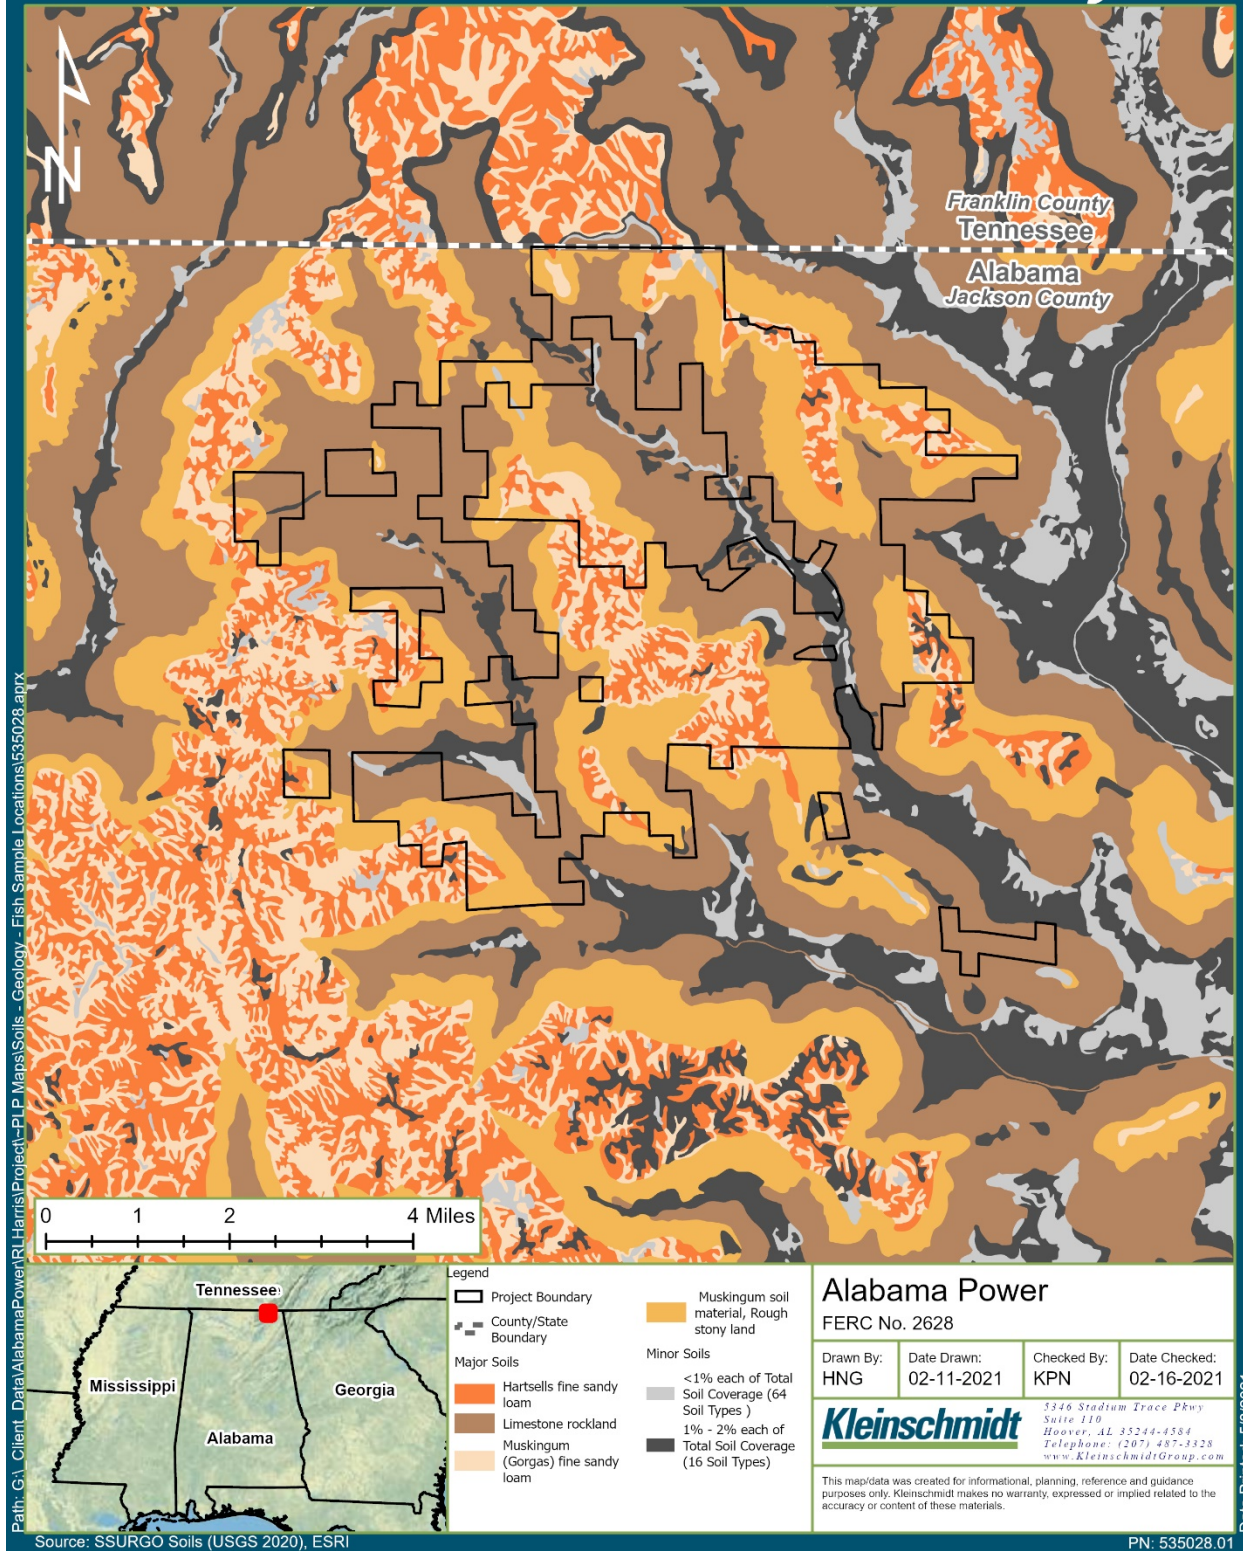 N
Franklin County
Tennessee
Alabama
Jackson County
0 1 2 4 Miles
Tennessee
Mississippi
Alabama
Georgia
Legend
Project Boundary
County/State
Boundary
Major Soils
Hartsells fine sandy
loam
Limestone rockland
Muskingum
(Gorgas) fine sandy
loam
Muskingum soil
material, Rough
stony land
Minor Soils
<1% each of Total
Soil Coverage (64
Soil Types )
1% - 2% each of
Total Soil Coverage
(16 Soil Types)
Alabama Power
FERC No. 2628
Drawn By:
HNG
Date Drawn:
02-11-2021
Checked By:
KPN
Date Checked:
02-16-2021
Kleinschmidt
5346 Stadium Trace Pkwy
Suite 110
Hoover, AL 35244-4584
Telephone: (207) 487-3328
www.KleinschmidtGroup.com
This map/data was created for informational, planning, reference and guidance
purposes only. Kleinschmidt makes no warranty, expressed or implied related to the
accuracy or content of these materials.
Path: G:\_Client_Data\AlabamaPower\RLHarris\Project\~PLP Maps\Soils - Geology - Fish Sample Locations\535028.aprx
Source: SSURGO Soils (USGS 2020), ESRI
PN: 535028.01